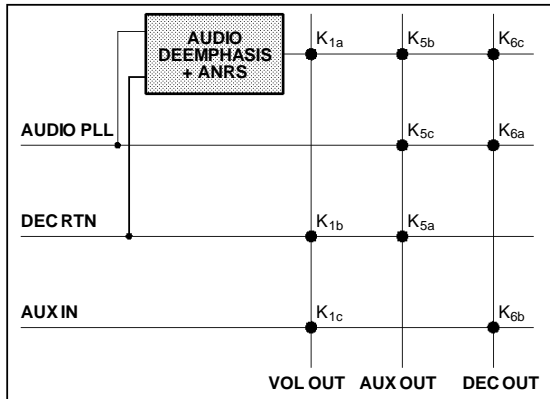 AUDIO
DEEMPHASIS
+ ANRS
K1a
K5b
K6c
AUDIO PLL
K5c
K6a
DEC RTN
K1b
K5a
AUX IN
K1c
K6b
VOL OUT
AUX OUT
DEC OUT